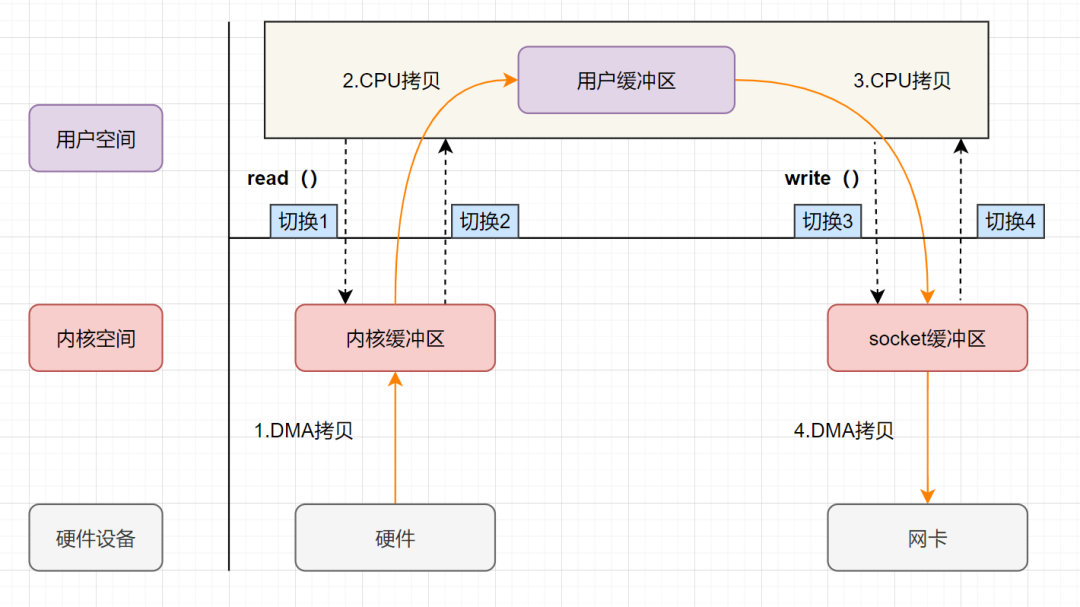 2.CPU拷贝
用户缓冲区
3.CPU拷贝
用户空间
read（）
write（）
切换1
切换2
切换3
切换4
内核空间
内核缓冲区
socket缓冲区
1.DMA拷贝
4.DMA拷贝
硬件设备
硬件
网卡